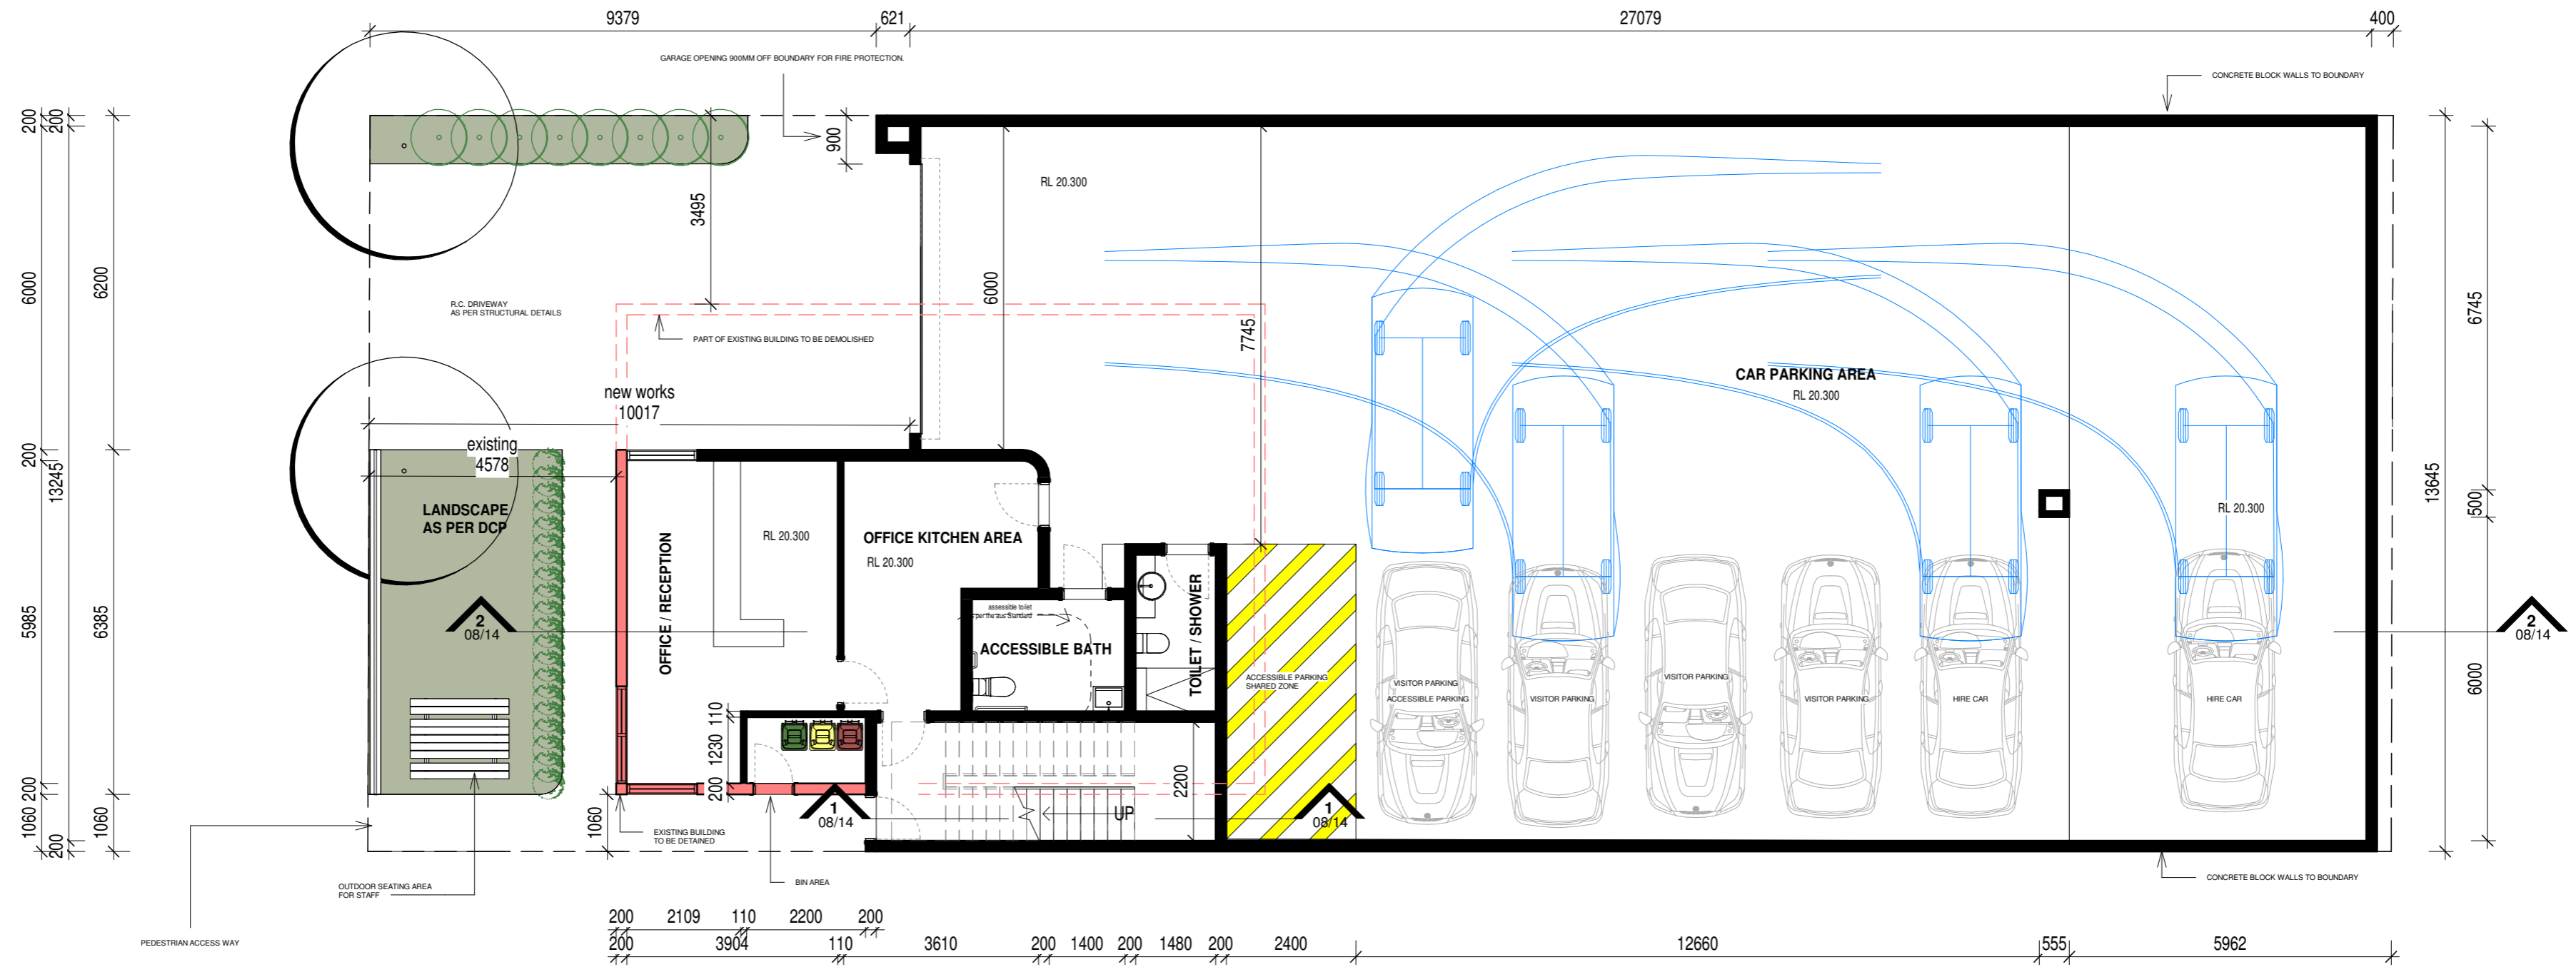 9379
621
27079
400
GARAGE OPENING 900MM OFF BOUNDARY FOR FIRE PROTECTION.
CONCRETE BLOCK WALLS TO BOUNDARY
200
200
900
RL 20.300
3495
6000
6200
6000
6745
R.C. DRIVEWAY
AS PER STRUCTURAL DETAILS
PART OF EXISTING BUILDING TO BE DEMOLISHED
7745
CAR PARKING AREA
RL 20.300
new works
10017
existing
4578
200
13245
13645
500
LANDSCAPE
AS PER DCP
RL 20.300
OFFICE KITCHEN AREA
RL 20.300
RL 20.300
OFFICE / RECEPTION
5985
6385
2
08/14
assessible toilet
per the aus Standard
ACCESSIBLE BATH
TOILET / SHOWER
ACCESSIBLE PARKING
SHARED ZONE
VISITOR PARKING
ACCESSIBLE PARKING
VISITOR PARKING
VISITOR PARKING
VISITOR PARKING
HIRE CAR
HIRE CAR
6000
2
08/14
110
1230
200
2200
200
1060
200
1060
1060
1
08/14
UP
1
08/14
EXISTING BUILDING
TO BE DETAINED
BIN AREA
OUTDOOR SEATING AREA
FOR STAFF
CONCRETE BLOCK WALLS TO BOUNDARY
PEDESTRIAN ACCESS WAY
200
2109
110
2200
200
200
3904
110
3610
200
1400
200
1480
200
2400
12660
555
5962